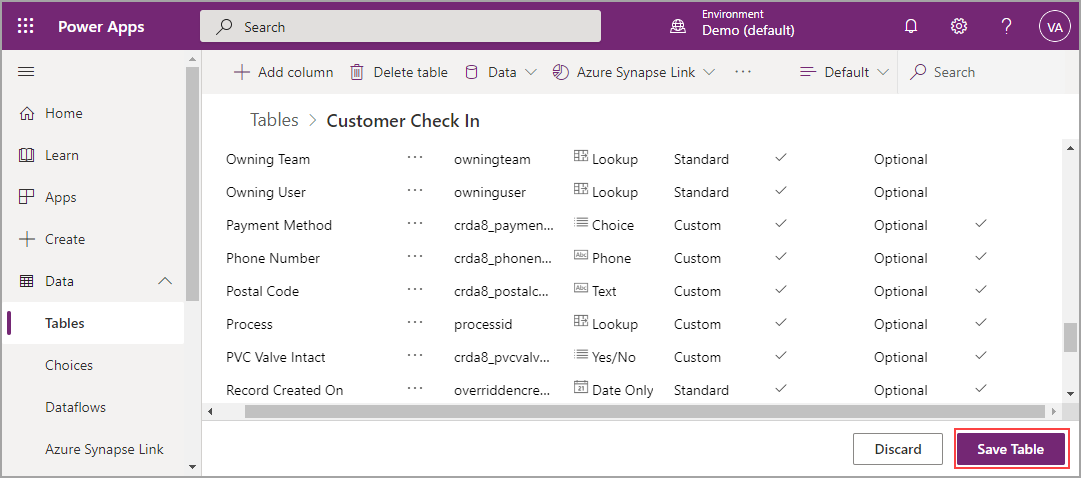 Power Apps
Search
Environment
Demo (default)
?
VA
Add column
Delete table
Data
Azure Synapse Link
···
Default
Search
Home
Learn
Apps
Create
Data
Tables
Choices
Dataflows
Azure Synapse Link
Tables > Customer Check In
Owning Team ··· owningteam Lookup Standard ✓ Optional
Owning User ··· owninguser Lookup Standard ✓ Optional
Payment Method ··· crda8_paymen... Choice Custom ✓ Optional ✓
Phone Number ··· crda8_phonen... Abc Phone Custom ✓ Optional ✓
Postal Code ··· crda8_postalc... Abc Text Custom ✓ Optional ✓
Process ··· processid Lookup Custom ✓ Optional ✓
PVC Valve Intact ··· crda8_pvcvalv... Yes/No Custom ✓ Optional ✓
Record Created On ··· overriddencre... 21 Date Only Standard ✓ Optional ✓
Discard
Save Table